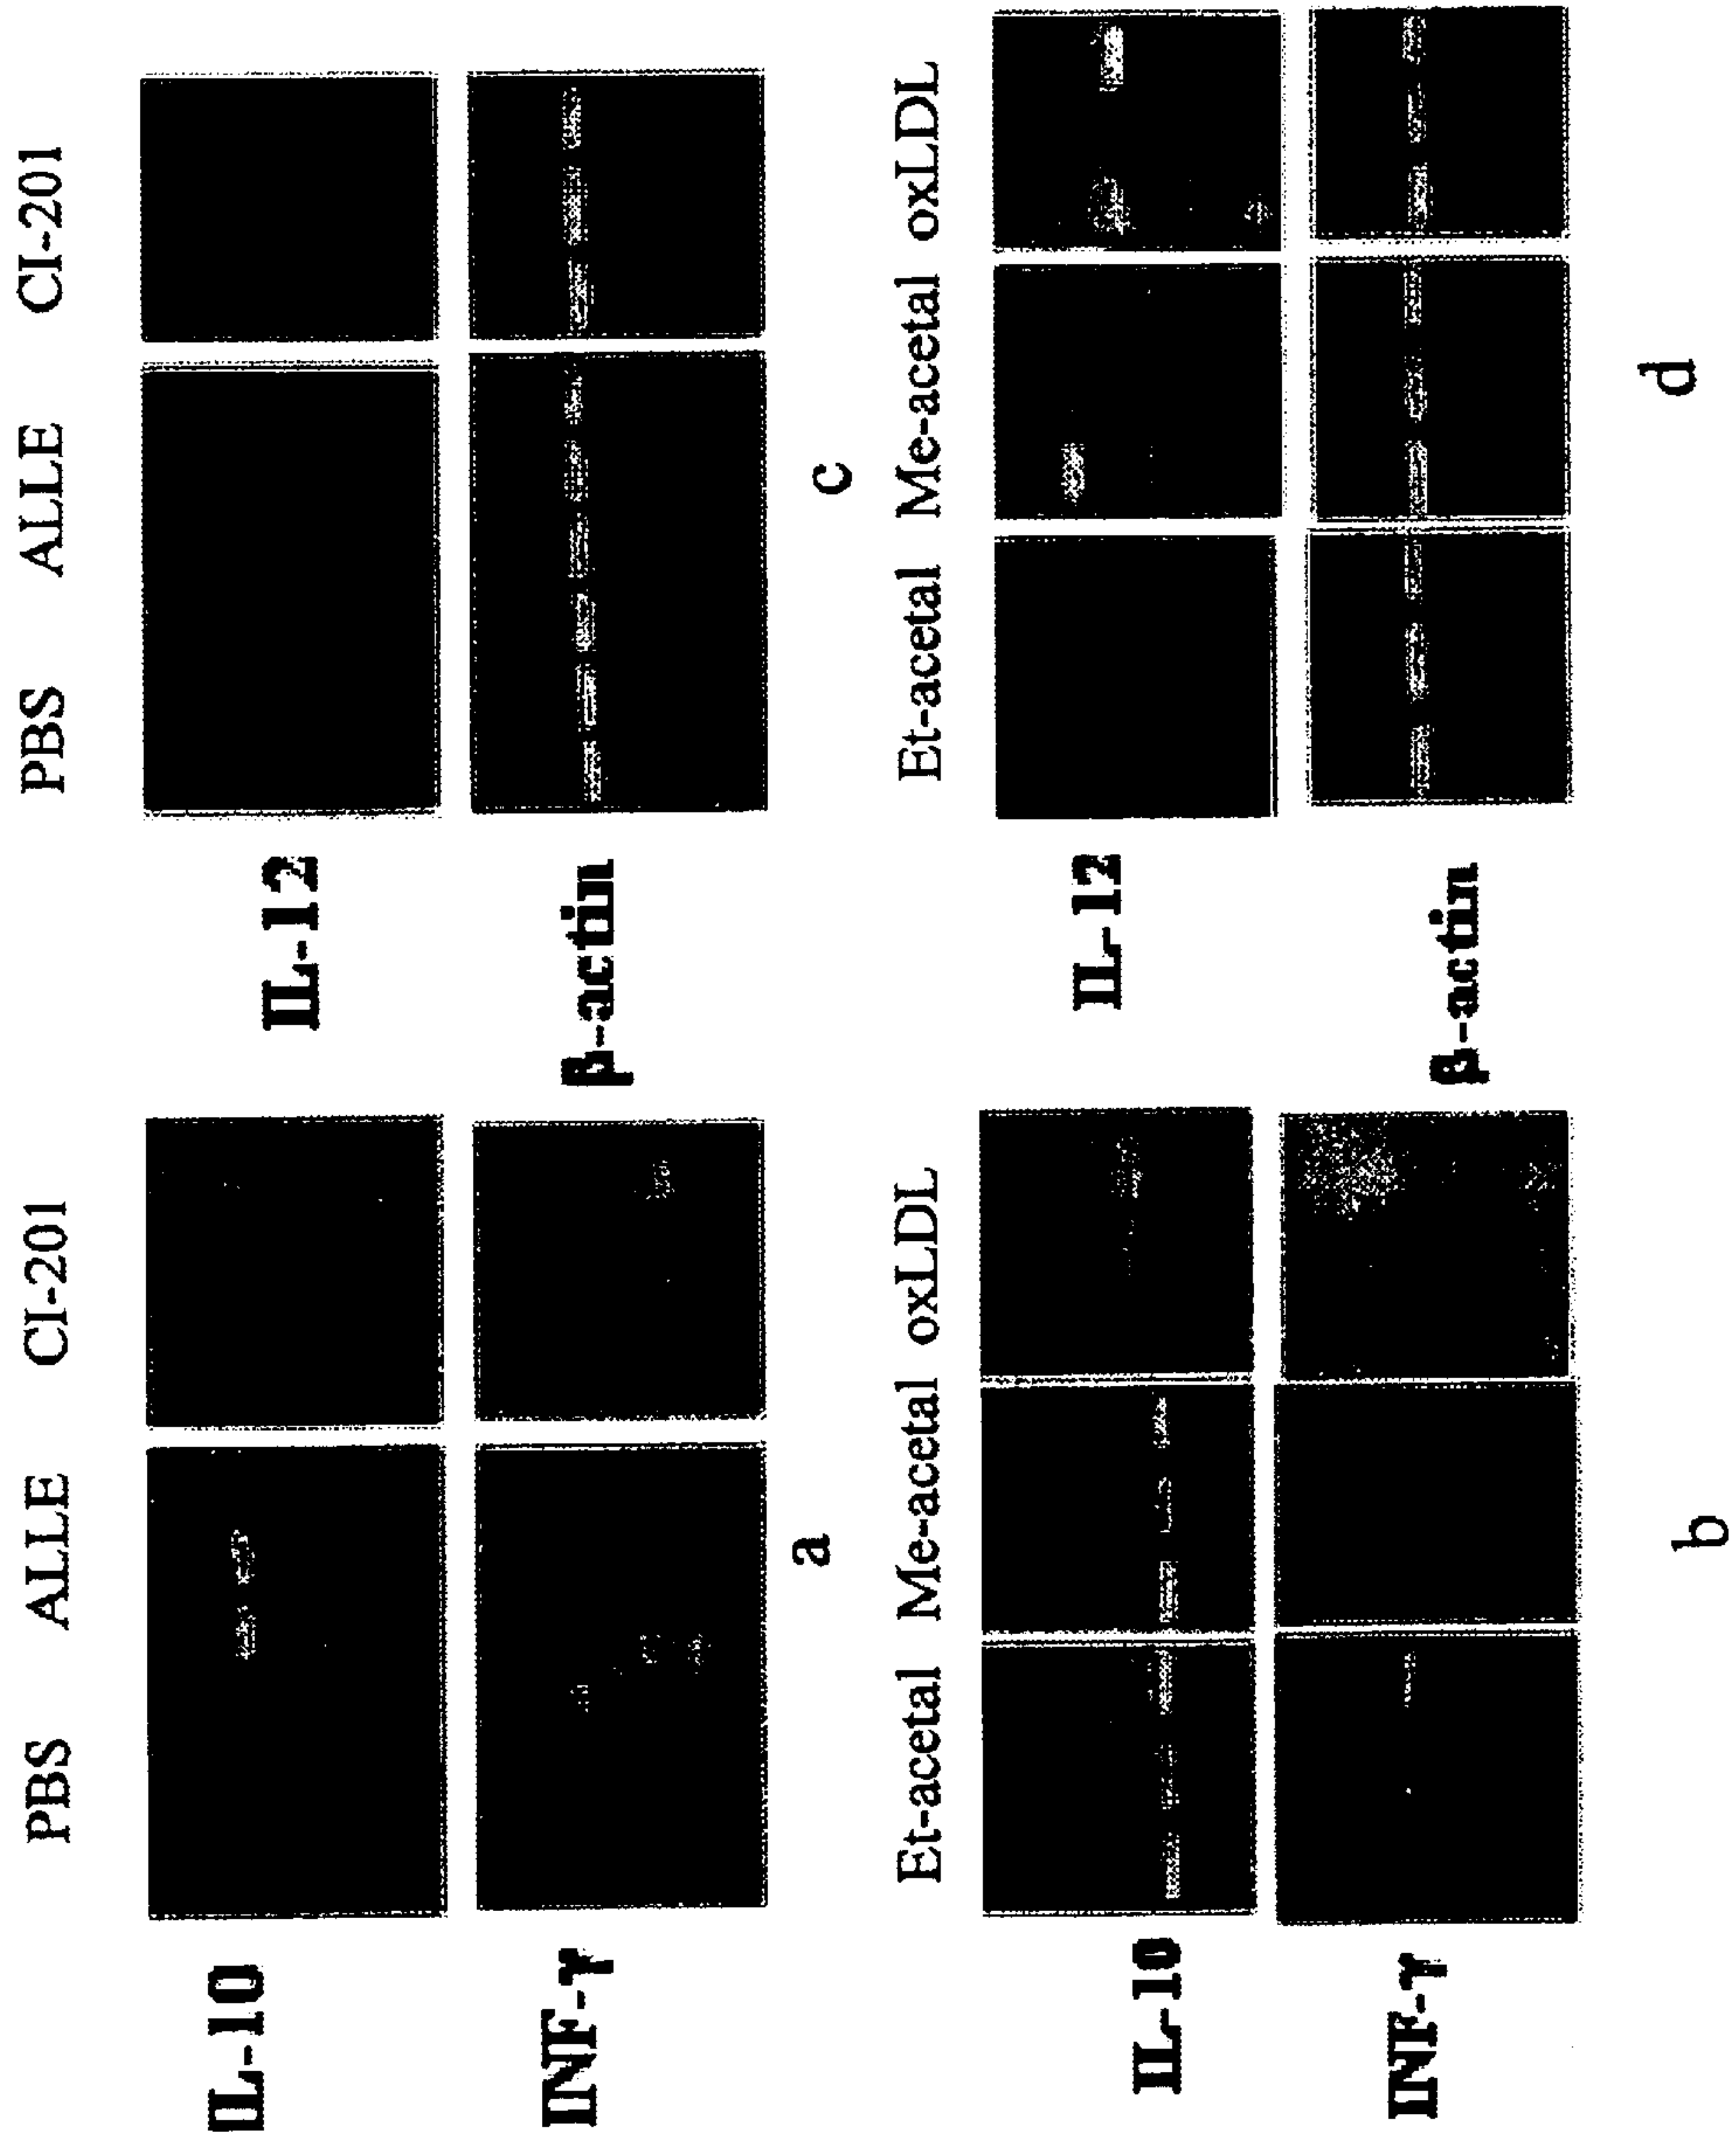 PBS ALLE CI-201
IL-10
INF-γ
a
Et-acetal Me-acetal oxLDL
IL-10
INF-γ
b
PBS ALLE CI-201
IL-12
β-actin
c
Et-acetal Me-acetal oxLDL
IL-12
β-actin
d